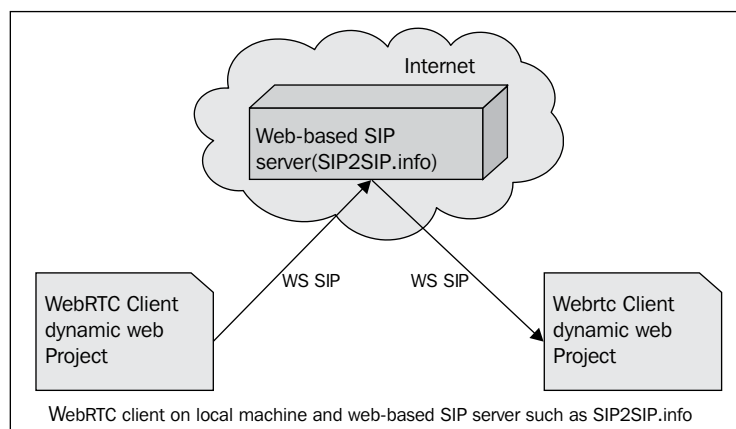 Internet
Web-based SIP
server(SIP2SIP.info)
WS SIP
WS SIP
WebRTC Client
dynamic web
Project
Webrtc Client
dynamic web
Project
WebRTC client on local machine and web-based SIP server such as SIP2SIP.info